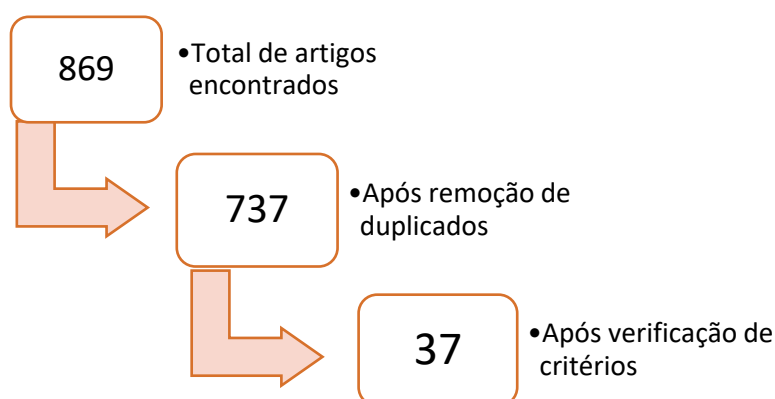 869
•Total de artigos
encontrados
737
•Após remoção de
duplicados
37
•Após verificação de
critérios